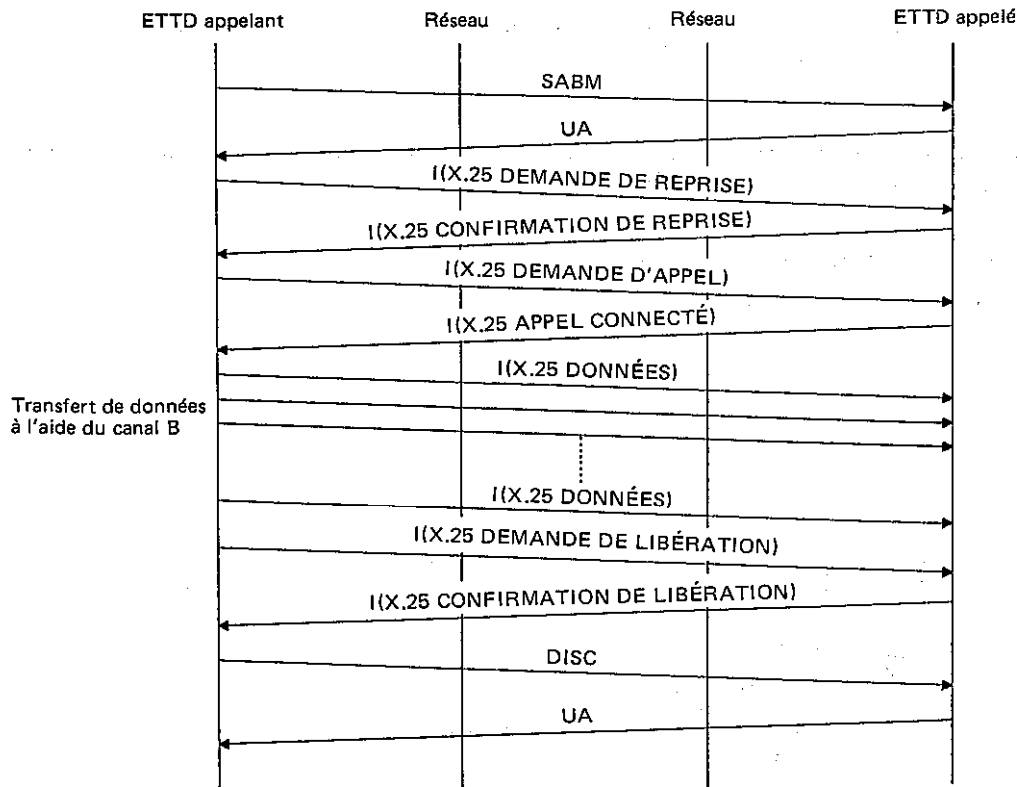 ETTD appelant
Réseau
Réseau
ETTD appelé
SABM
UA
I(X.25 DEMANDE DE REPRISE)
I(X.25 CONFIRMATION DE REPRISE)
I(X.25 DEMANDE D'APPEL)
I(X.25 APPEL CONNECTÉ)
I(X.25 DONNÉES)
Transfert de données
à l'aide du canal B
I(X.25 DONNÉES)
I(X.25 DEMANDE DE LIBÉRATION)
I(X.25 CONFIRMATION DE LIBÉRATION)
DISC
UA